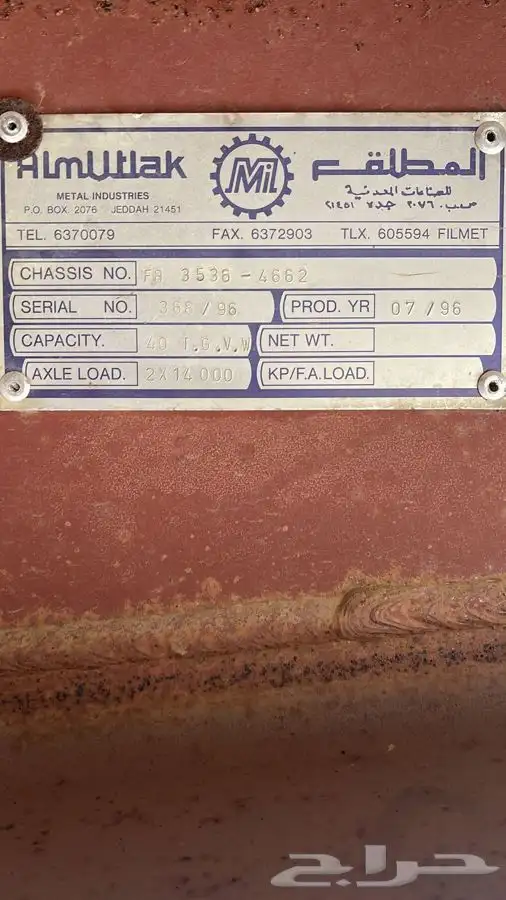 AlmUtlak MIL المطلق
METAL INDUSTRIES للصناعات المعدنية
P.O. BOX. 2076 JEDDAH 21451 ص.ب. ٢٠٧٦ جدة ٢١٤٥١
TEL. 6370079 FAX. 6372903 TLX. 605594 FILMET
CHASSIS NO. FA 3536-4662
SERIAL NO. 368/96 PROD. YR 07/96
CAPACITY. 40 T.G.V.W NET WT.
AXLE LOAD. 2X14000 KP/F.A.LOAD.
حراج